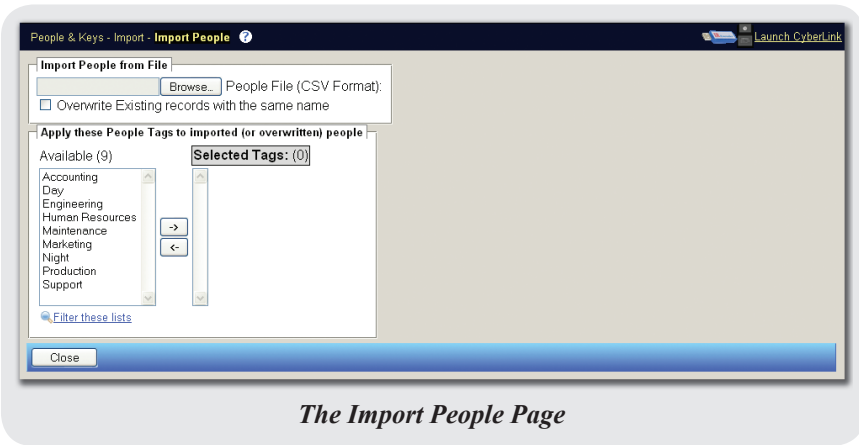 People & Keys - Import - Import People ?
Launch CyberLink
Import People from File
Browse... People File (CSV Format):
Overwrite Existing records with the same name
Apply these People Tags to imported (or overwritten) people
Available (9)
Selected Tags: (0)
Accounting
Day
Engineering
Human Resources
Maintenance
Marketing
Night
Production
Support
->
<-
Filter these lists
Close
The Import People Page